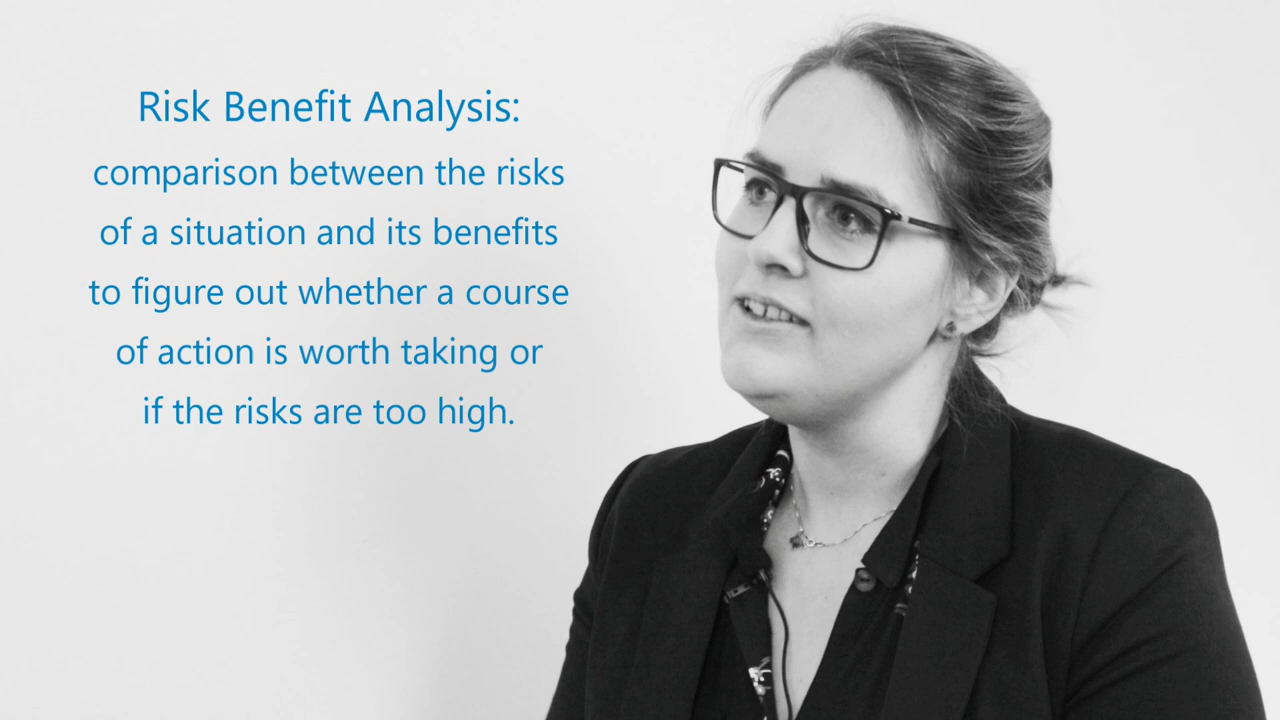 Risk Benefit Analysis:
comparison between the risks
of a situation and its benefits
to figure out whether a course
of action is worth taking or
if the risks are too high.